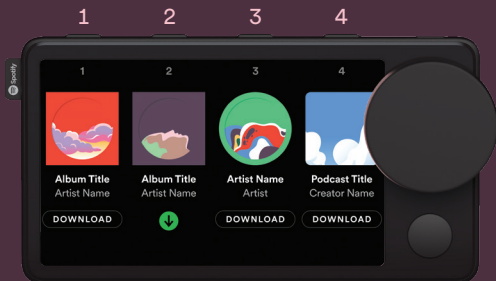 1 2 3 4
Spotify
1 2 3 4
Album Title Album Title Artist Name Podcast Title
Artist Name Artist Name Artist Creator Name
DOWNLOAD DOWNLOAD DOWNLOAD